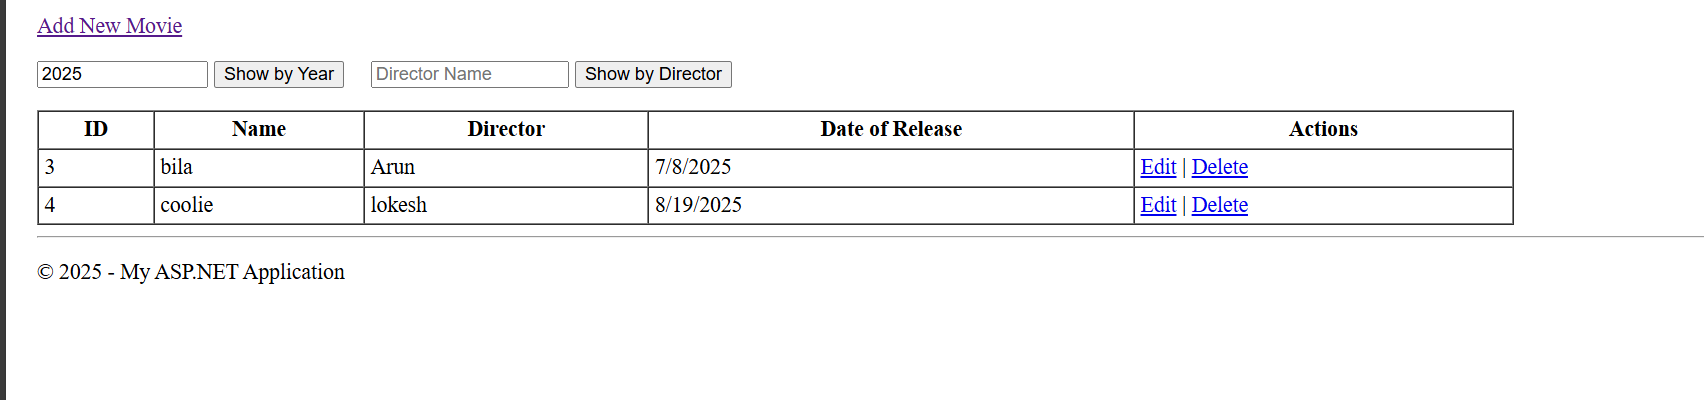 Add New Movie
2025 Show by Year Director Name Show by Director
ID Name Director Date of Release Actions
3 bila Arun 7/8/2025 Edit | Delete
4 coolie lokesh 8/19/2025 Edit | Delete
© 2025 - My ASP.NET Application